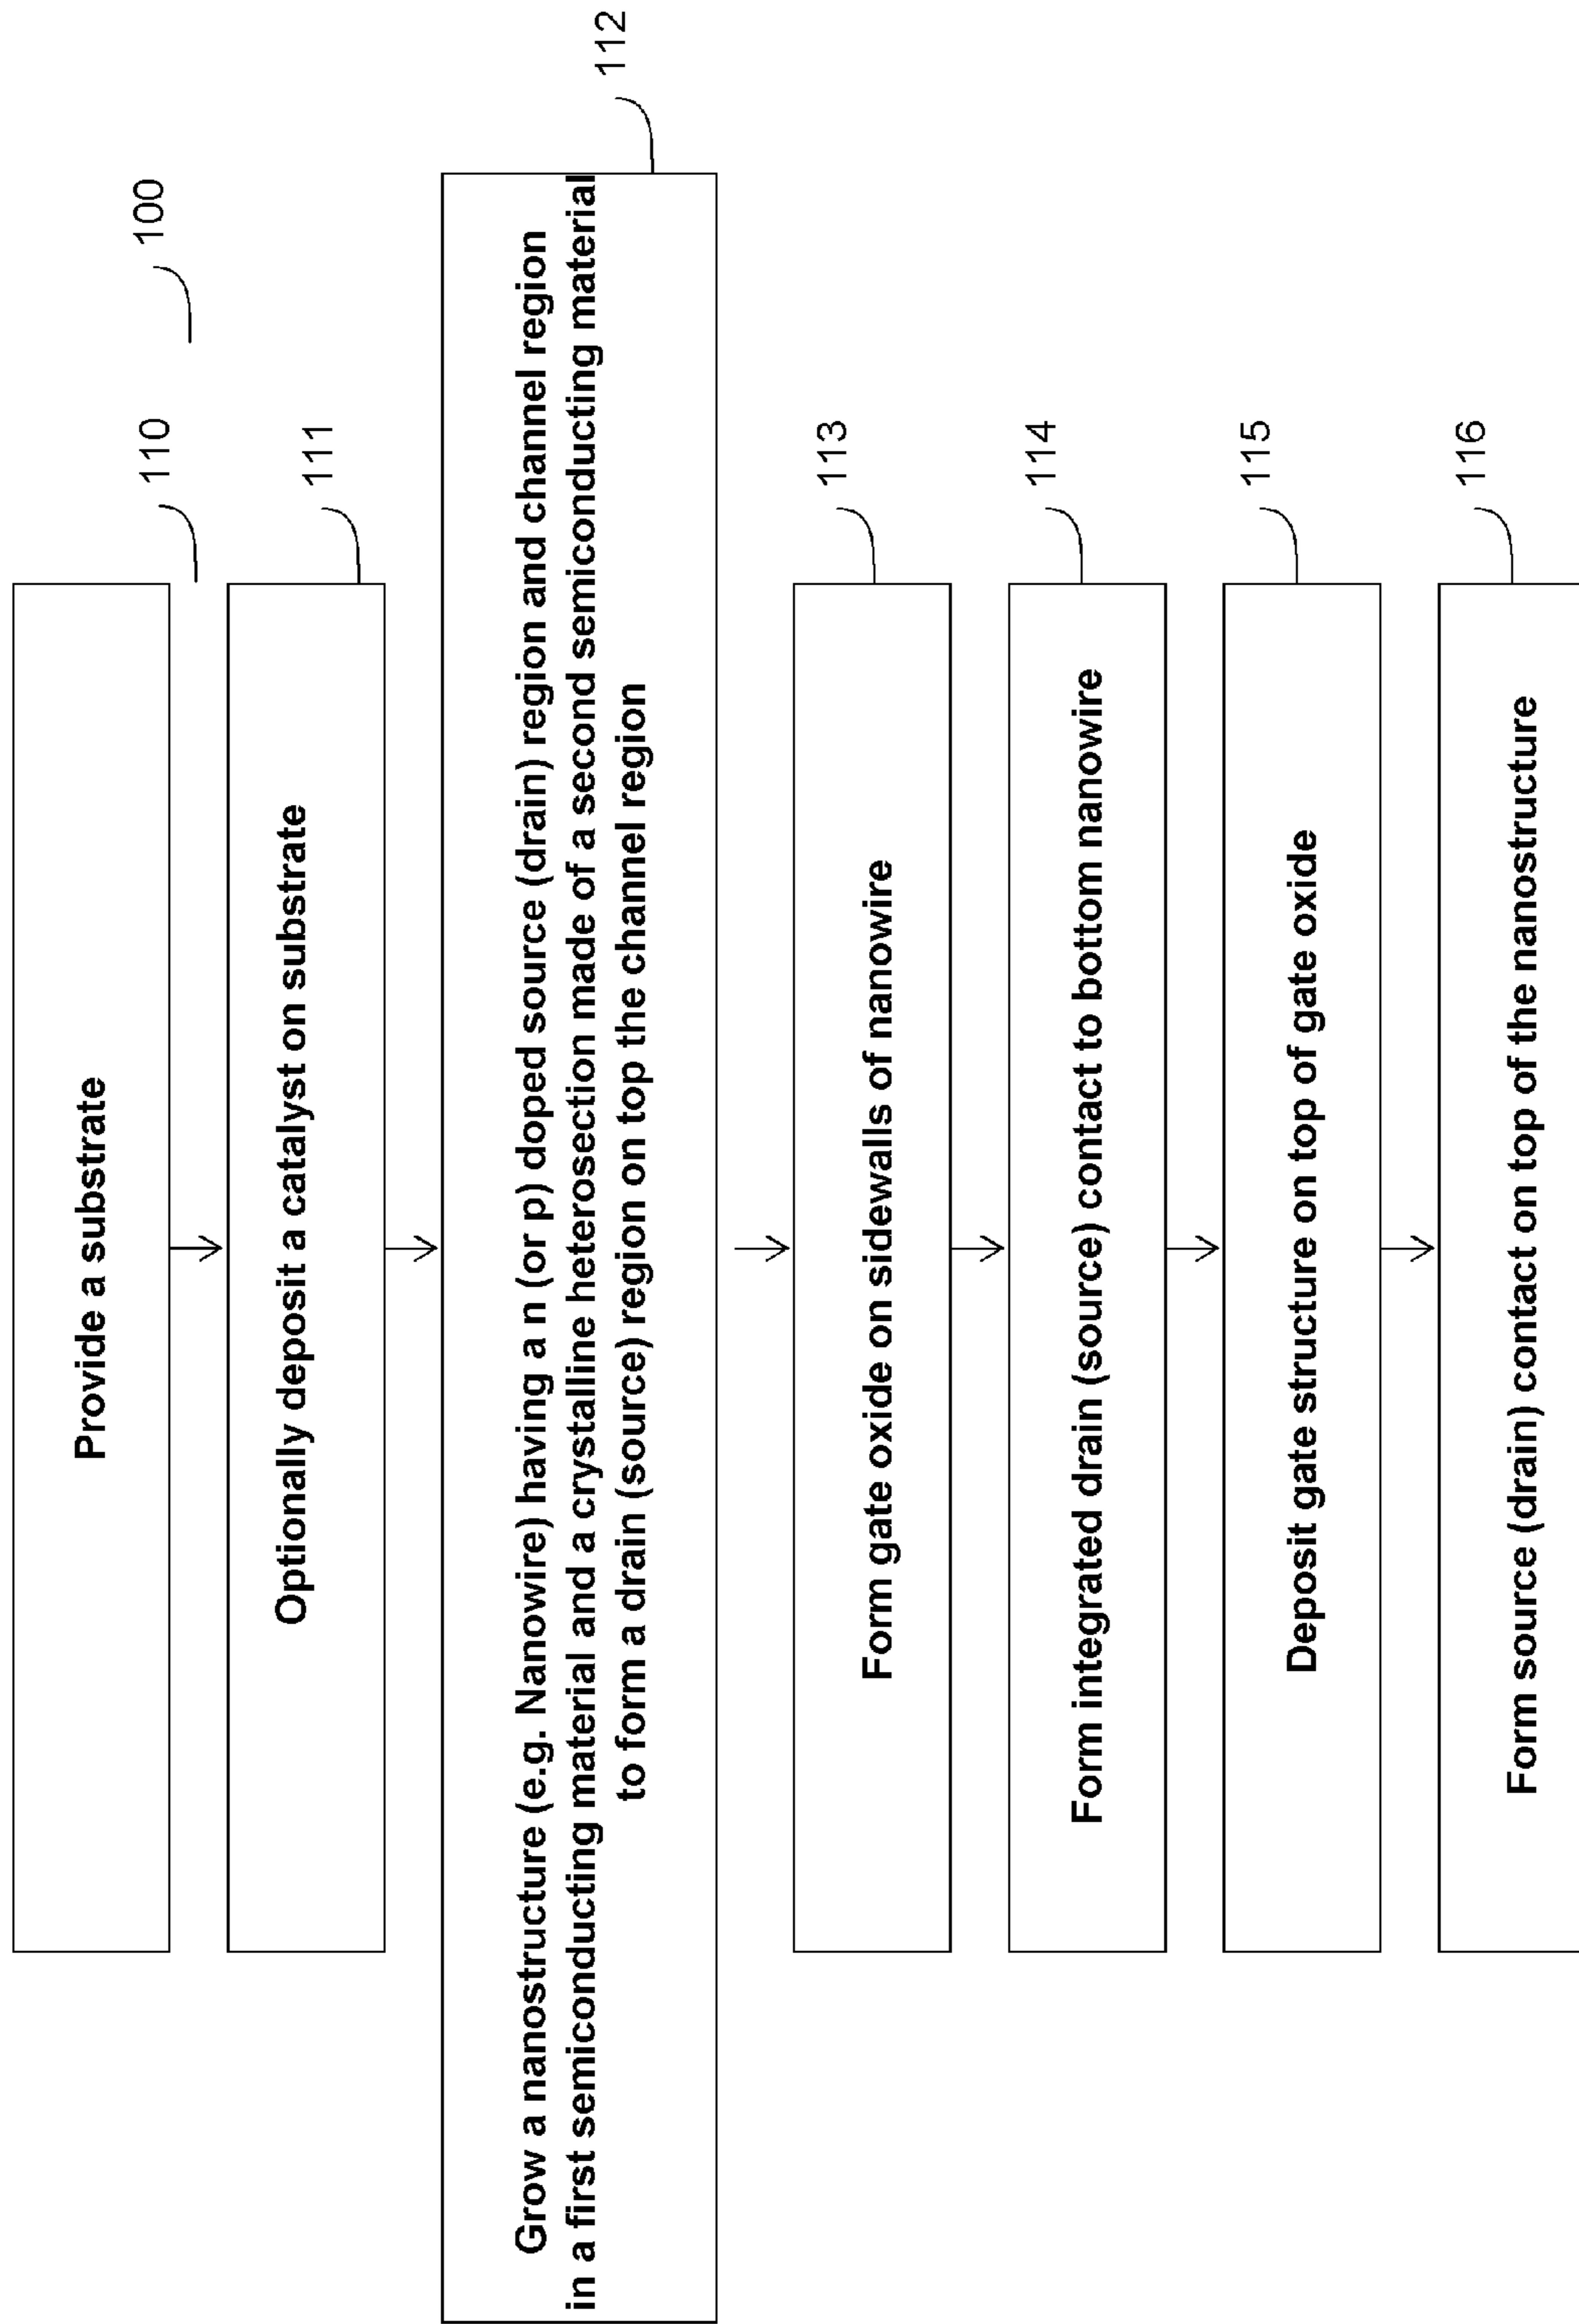 100
Provide a substrate
110
Optionally deposit a catalyst on substrate
111
Grow a nanostructure (e.g. Nanowire) having a n (or p) doped source (drain) region and channel region
in a first semiconducting material and a crystalline heterosection made of a second semiconducting material
to form a drain (source) region on top the channel region
112
Form gate oxide on sidewalls of nanowire
113
Form integrated drain (source) contact to bottom nanowire
114
Deposit gate structure on top of gate oxide
115
Form source (drain) contact on top of the nanostructure
116